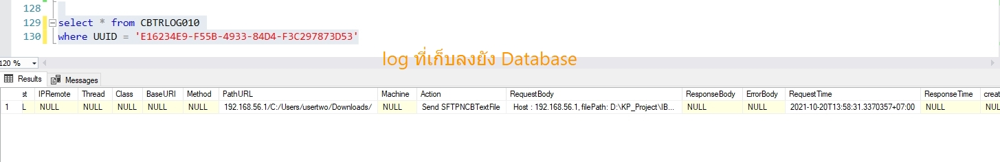 128
129 select * from CBTRLOG010
130 where UUID = 'E16234E9-F55B-4933-84D4-F3C297873D53'
log ที่เก็บลงยัง Database
120 %
Results Messages
st IPRemote Thread Class BaseURI Method PathURL Machine Action RequestBody ResponseBody ErrorBody RequestTime ResponseTime creat
1 L NULL NULL NULL NULL NULL 192.168.56.1/C:/Users/usertwo/Downloads/ NULL Send SFTPNCBTextFile Host : 192.168.56.1, filePath: D:\KP_Project\IB... NULL NULL 2021-10-20T13:58:31.3370357+07:00 NULL NULL